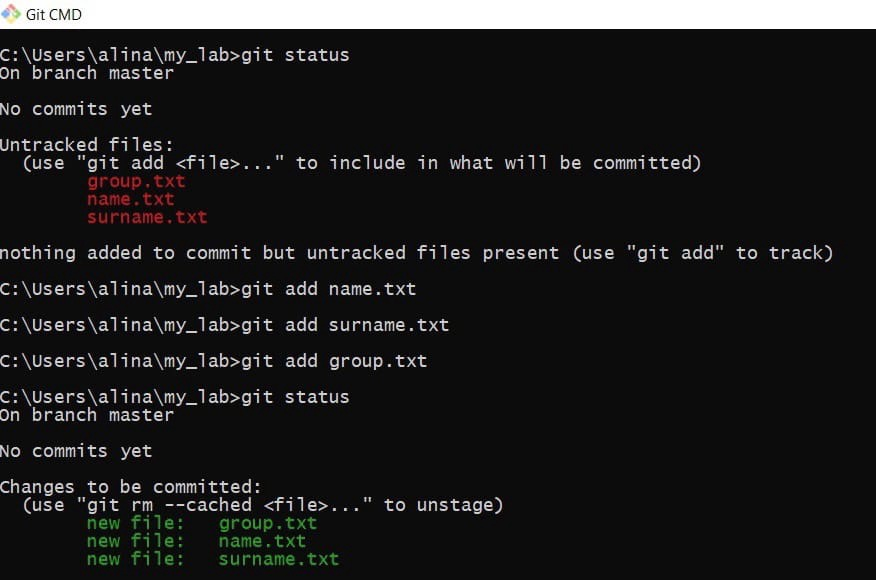 Git CMD
C:\Users\alina\my_lab>git status
On branch master
No commits yet
Untracked files:
  (use "git add <file>..." to include in what will be committed)
        group.txt
        name.txt
        surname.txt
nothing added to commit but untracked files present (use "git add" to track)
C:\Users\alina\my_lab>git add name.txt
C:\Users\alina\my_lab>git add surname.txt
C:\Users\alina\my_lab>git add group.txt
C:\Users\alina\my_lab>git status
On branch master
No commits yet
Changes to be committed:
  (use "git rm --cached <file>..." to unstage)
        new file:   group.txt
        new file:   name.txt
        new file:   surname.txt